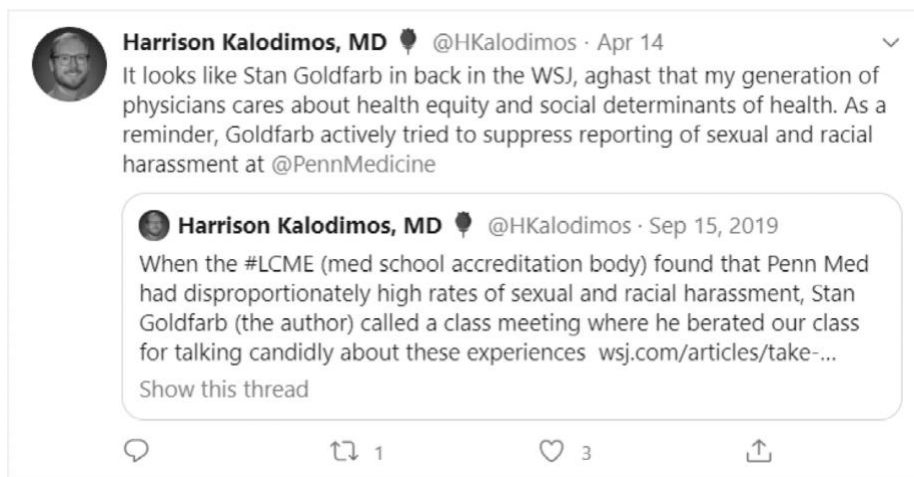 Harrison Kalodimos, MD @HKalodimos · Apr 14
It looks like Stan Goldfarb in back in the WSJ, aghast that my generation of
physicians cares about health equity and social determinants of health. As a
reminder, Goldfarb actively tried to suppress reporting of sexual and racial
harassment at @PennMedicine
Harrison Kalodimos, MD @HKalodimos · Sep 15, 2019
When the #LCME (med school accreditation body) found that Penn Med
had disproportionately high rates of sexual and racial harassment, Stan
Goldfarb (the author) called a class meeting where he berated our class
for talking candidly about these experiences wsj.com/articles/take-...
Show this thread
1 3